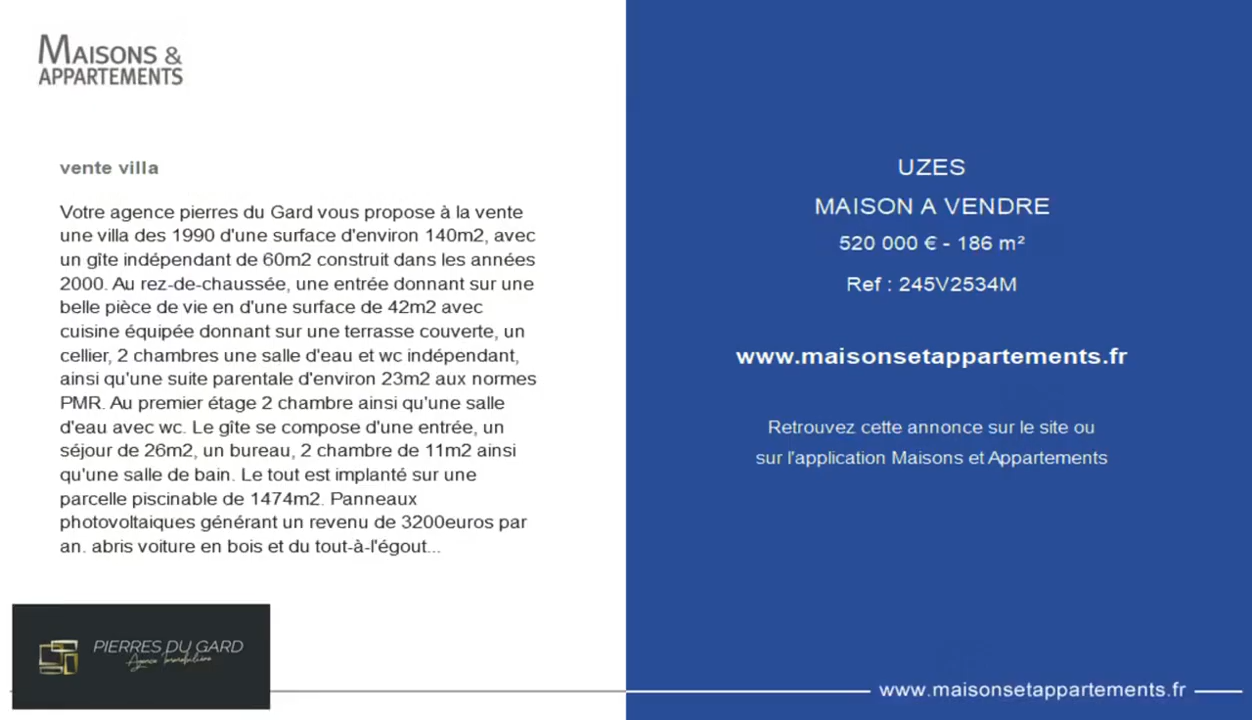 MAISONS &
APPARTEMENTS
vente villa
Votre agence pierres du Gard vous propose à la vente
une villa des 1990 d'une surface d'environ 140m2, avec
un gîte indépendant de 60m2 construit dans les années
2000. Au rez-de-chaussée, une entrée donnant sur une
belle pièce de vie en d'une surface de 42m2 avec
cuisine équipée donnant sur une terrasse couverte, un
cellier, 2 chambres une salle d'eau et wc indépendant,
ainsi qu'une suite parentale d'environ 23m2 aux normes
PMR. Au premier étage 2 chambre ainsi qu'une salle
d'eau avec wc. Le gîte se compose d'une entrée, un
séjour de 26m2, un bureau, 2 chambre de 11m2 ainsi
qu'une salle de bain. Le tout est implanté sur une
parcelle piscinable de 1474m2. Panneaux
photovoltaiques générant un revenu de 3200euros par
an. abris voiture en bois et du tout-à-l'égout...
PIERRES DU GARD
Agence Immobilière
UZES
MAISON A VENDRE
520 000 € - 186 m²
Ref : 245V2534M
www.maisonsetappartements.fr
Retrouvez cette annonce sur le site ou
sur l'application Maisons et Appartements
www.maisonsetappartements.fr